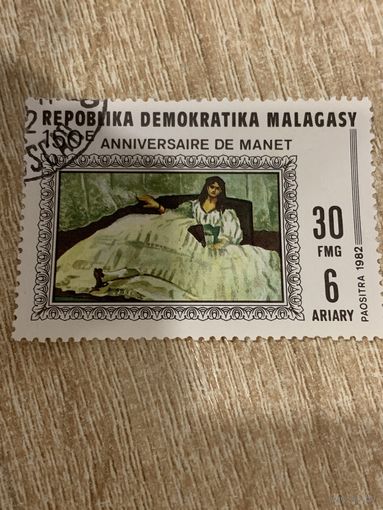 REPOBLIKA DEMOKRATIKA MALAGASY
150E ANNIVERSAIRE DE MANET
30
FMG
6
ARIARY
PAOSITRA 1982